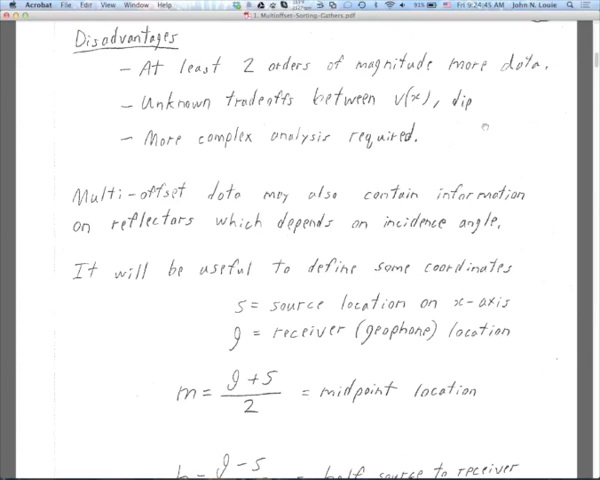 Acrobat File Edit View Window Help
91% Fri 9:24:45 AM John N. Louie
1. Multioffset-Sorting-Gathers.pdf
Disadvantages
– At least 2 orders of magnitude more data.
– Unknown tradeoffs between v(x), dip
– More complex analysis required.
Multi-offset data may also contain information
on reflectors which depends on incidence angle.
It will be useful to define some coordinates
s = source location on x-axis
g = receiver (geophone) location
m = (g + s) / 2 = midpoint location
h = g – s = half source to receiver